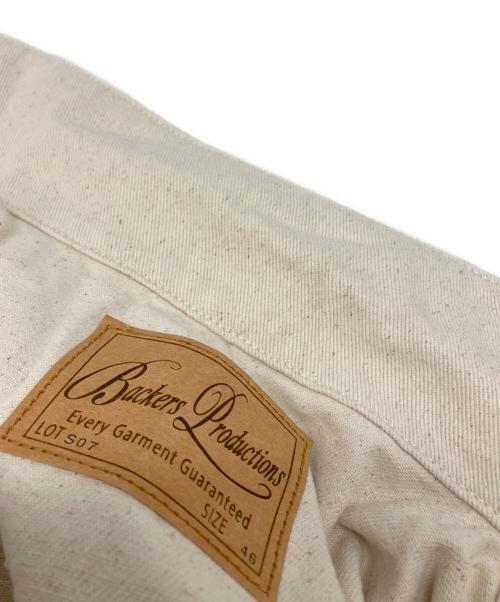 Backers Productions
Every Garment Guaranteed
LOT S07
SIZE 46